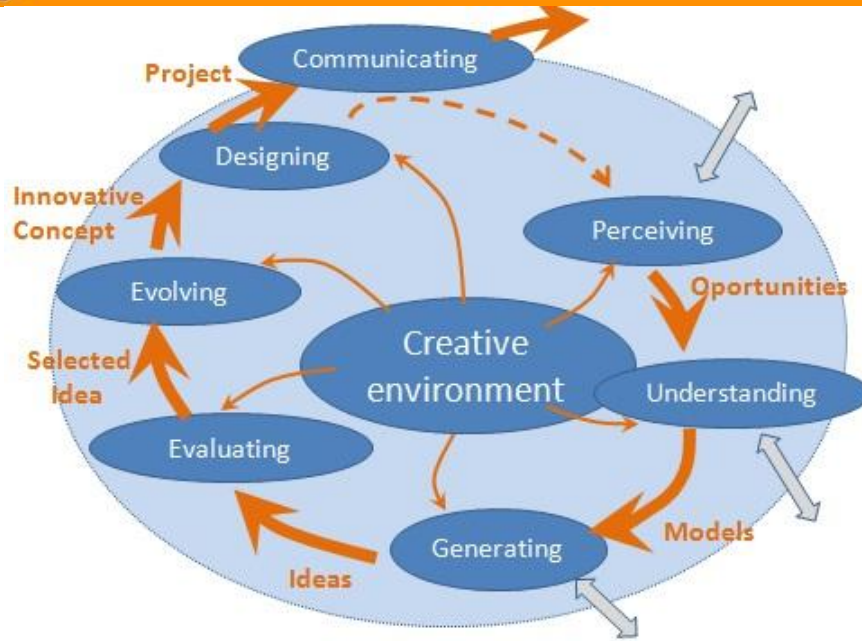 Communicating
Project
Designing
Innovative
Concept
Perceiving
Evolving
Oportunities
Creative
environment
Selected
Idea
Understanding
Evaluating
Models
Generating
Ideas